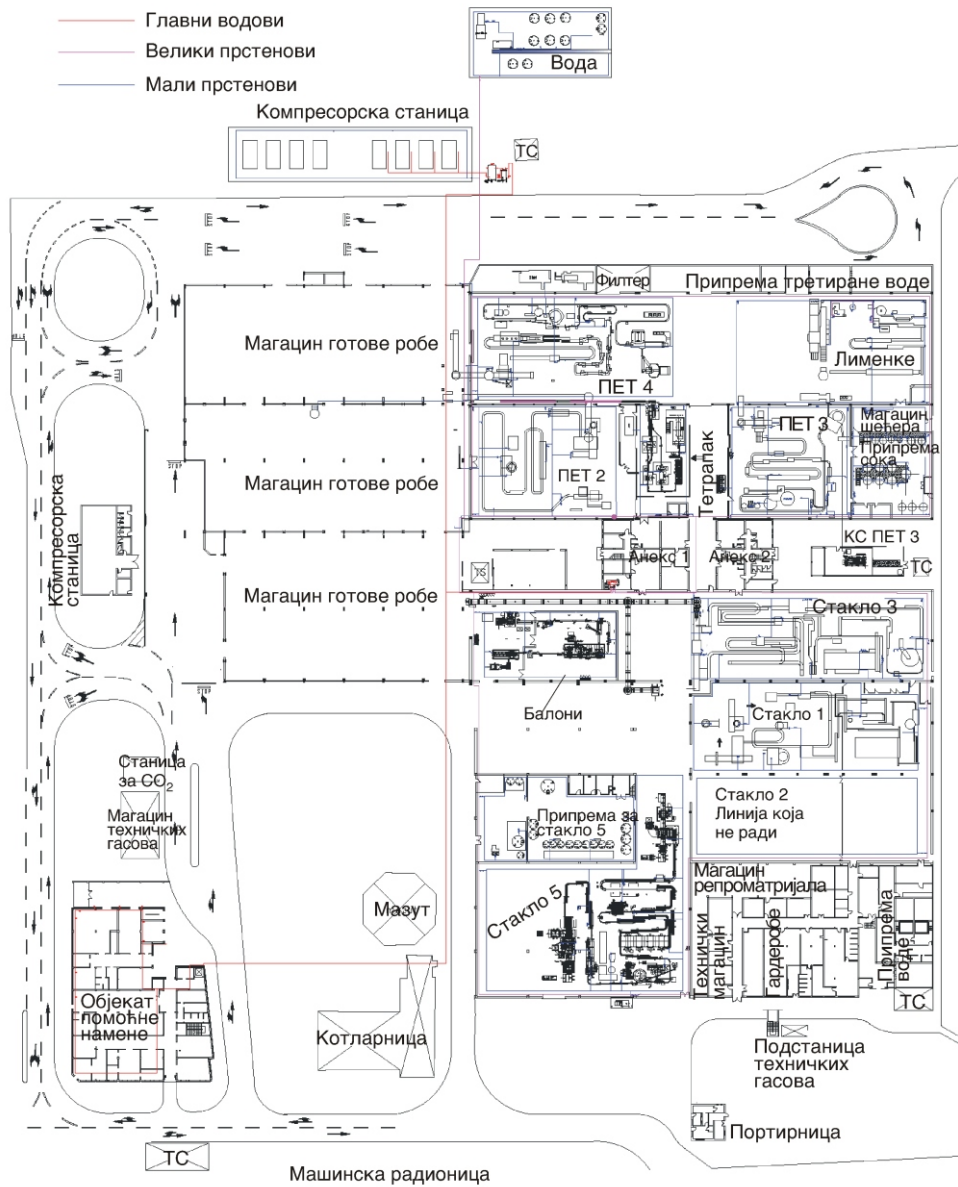 Главни водови
Велики прстенови
Мали прстенови
Вода
Компресорска станица
ТС
Филтер
Припрема третиране воде
Магацин готове робе
Лименке
ПЕТ 4
Магацин
шећера
Припрема
сока
ПЕТ 3
ПЕТ 2
Тетрапак
Магацин готове робе
КС ПЕТ 3
Анекс 1
Анекс 2
ТС
ТС
Компресорска
станица
Магацин готове робе
Стакло 3
Балони
Стакло 1
Станица
за CO2
Магацин
техничких
гасова
Стакло 2
Линија која
не ради
Припрема за
стакло 5
Магацин
репроматријала
Мазут
Стакло 5
Технички
магацин
Гардеробе
Припрема
воде
ТС
Објекат
помоћне
намене
Котларница
Подстаница
техничких
гасова
Портирница
ТС
Машинска радионица